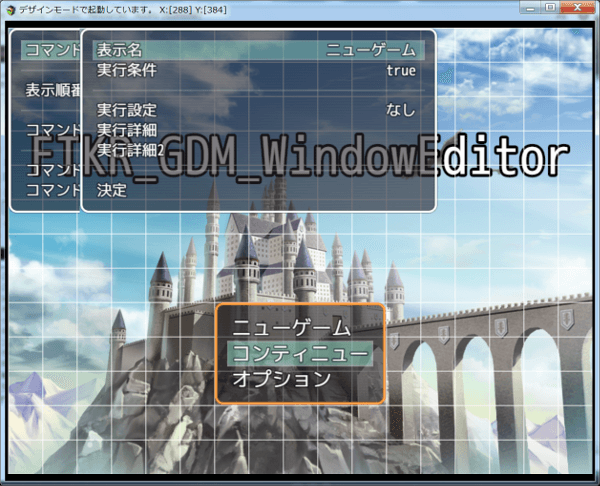 デザインモードで起動しています。 X:[288] Y:[384]
コマンド
表示名 ニューゲーム
実行条件 true
表示順番
実行設定 なし
コマンド 実行詳細
実行詳細2
FTKR_GDM_WindowEditor
コマンド
コマンド 決定
ニューゲーム
コンティニュー
オプション